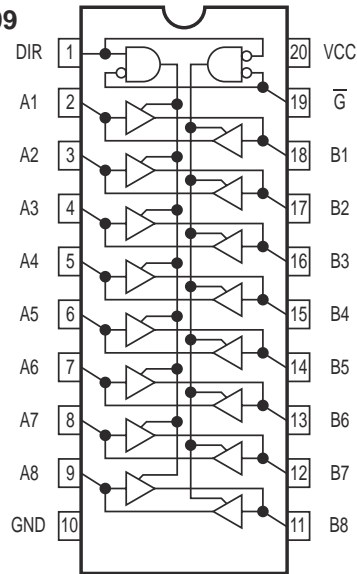 99
DIR 1 20 VCC
A1 2 19 G̅
A2 3 18 B1
A3 4 17 B2
A4 5 16 B3
A5 6 15 B4
A6 7 14 B5
A7 8 13 B6
A8 9 12 B7
GND 10 11 B8